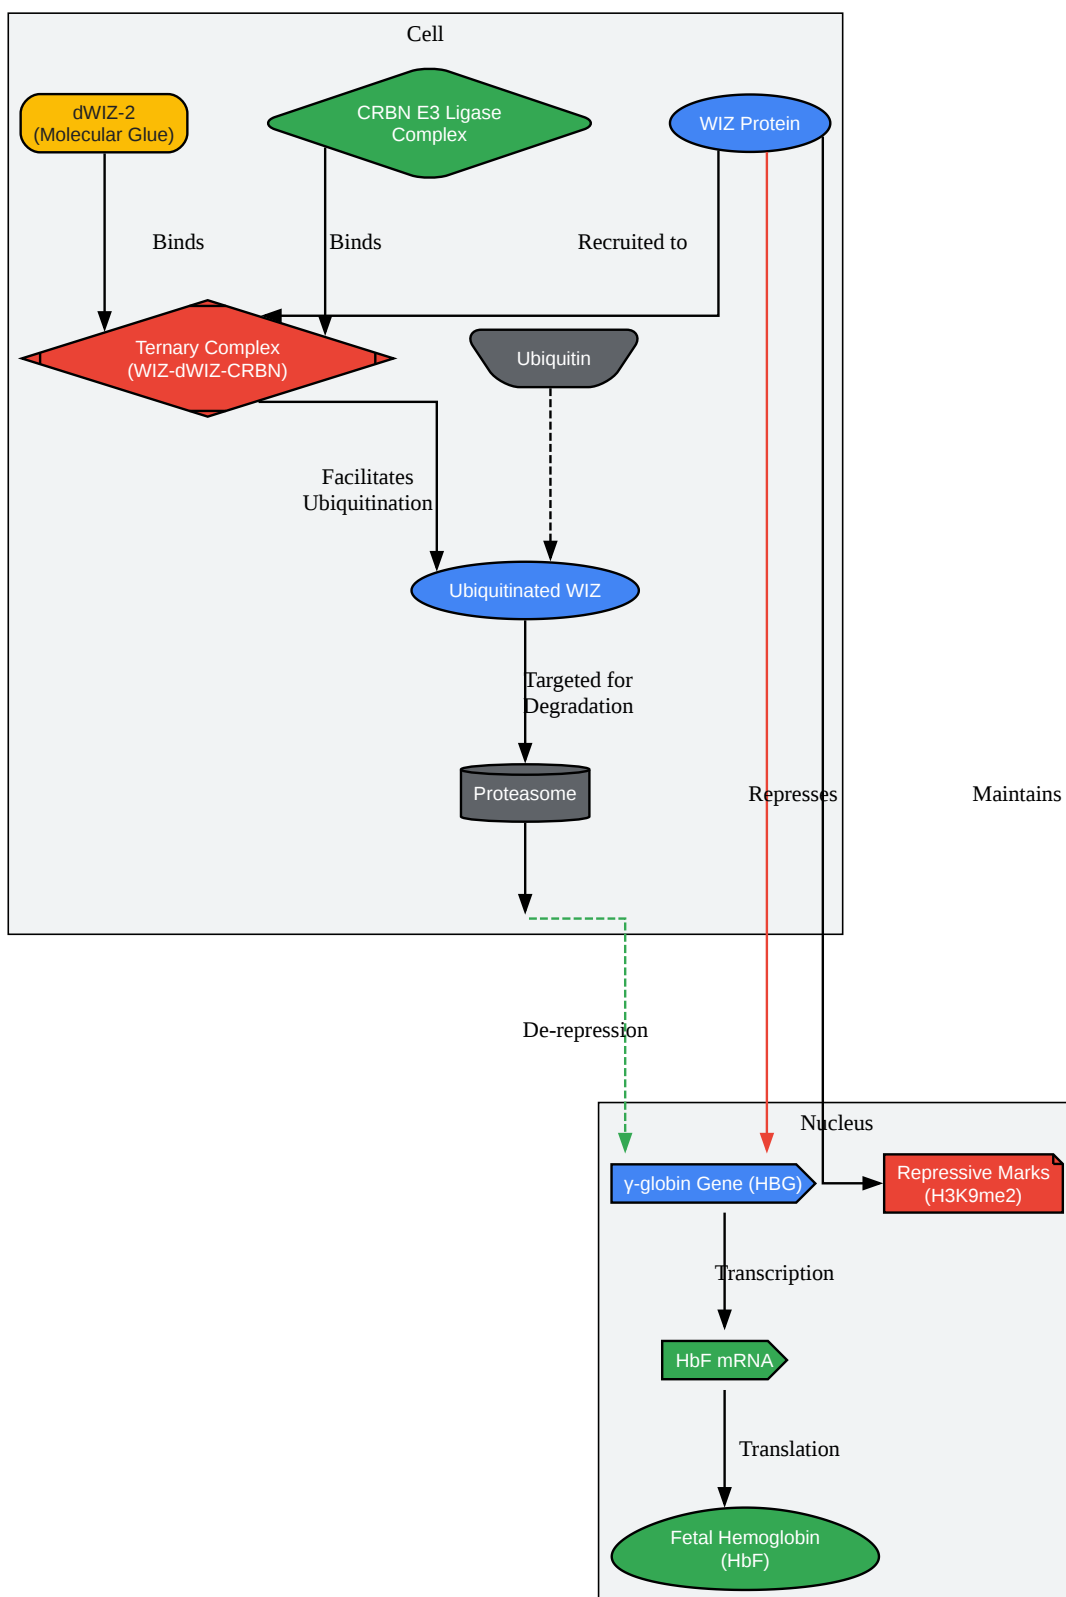 Cell
dWIZ-2
(Molecular Glue)
CRBN E3 Ligase
Complex
WIZ Protein
Binds
Binds
Recruited to
Ternary Complex
(WIZ-dWIZ-CRBN)
Ubiquitin
Facilitates
Ubiquitination
Ubiquitinated WIZ
Targeted for
Degradation
Proteasome
Represses
Maintains
De-repression
Nucleus
γ-globin Gene (HBG)
Repressive Marks
(H3K9me2)
Transcription
HbF mRNA
Translation
Fetal Hemoglobin
(HbF)